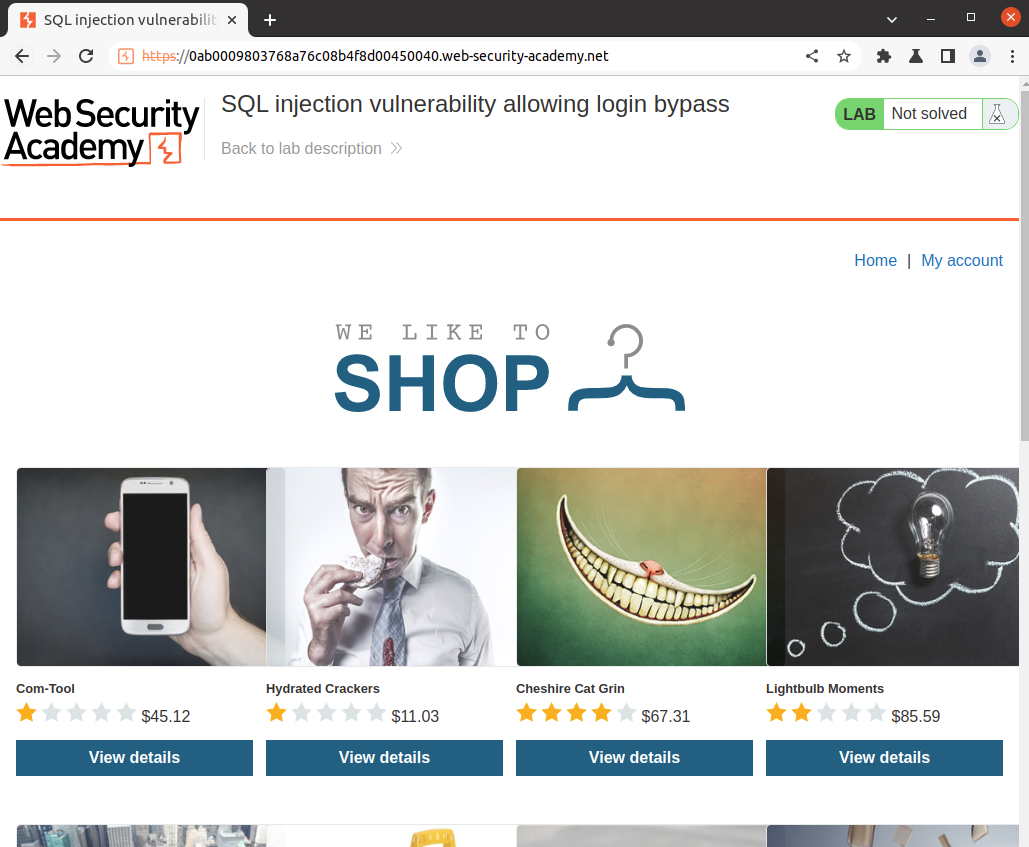 SQL injection vulnerabilit
https://0ab0009803768a76c08b4f8d00450040.web-security-academy.net
Web Security
Academy
SQL injection vulnerability allowing login bypass
Back to lab description
LAB Not solved
Home | My account
WE LIKE TO
SHOP
Com-Tool
$45.12
View details
Hydrated Crackers
$11.03
View details
Cheshire Cat Grin
$67.31
View details
Lightbulb Moments
$85.59
View details